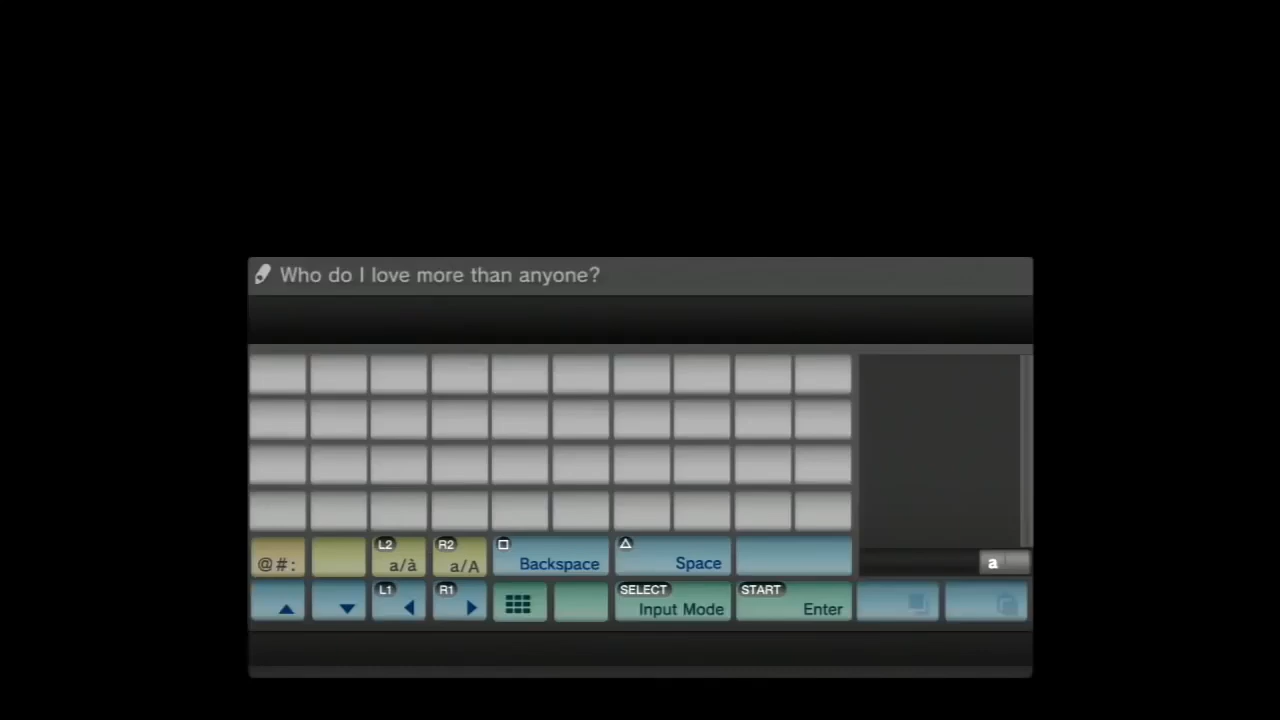 Who do I love more than anyone?
@#:
L2
a/à
R2
a/A
Backspace
Space
a
L1
R1
SELECT
Input Mode
START
Enter